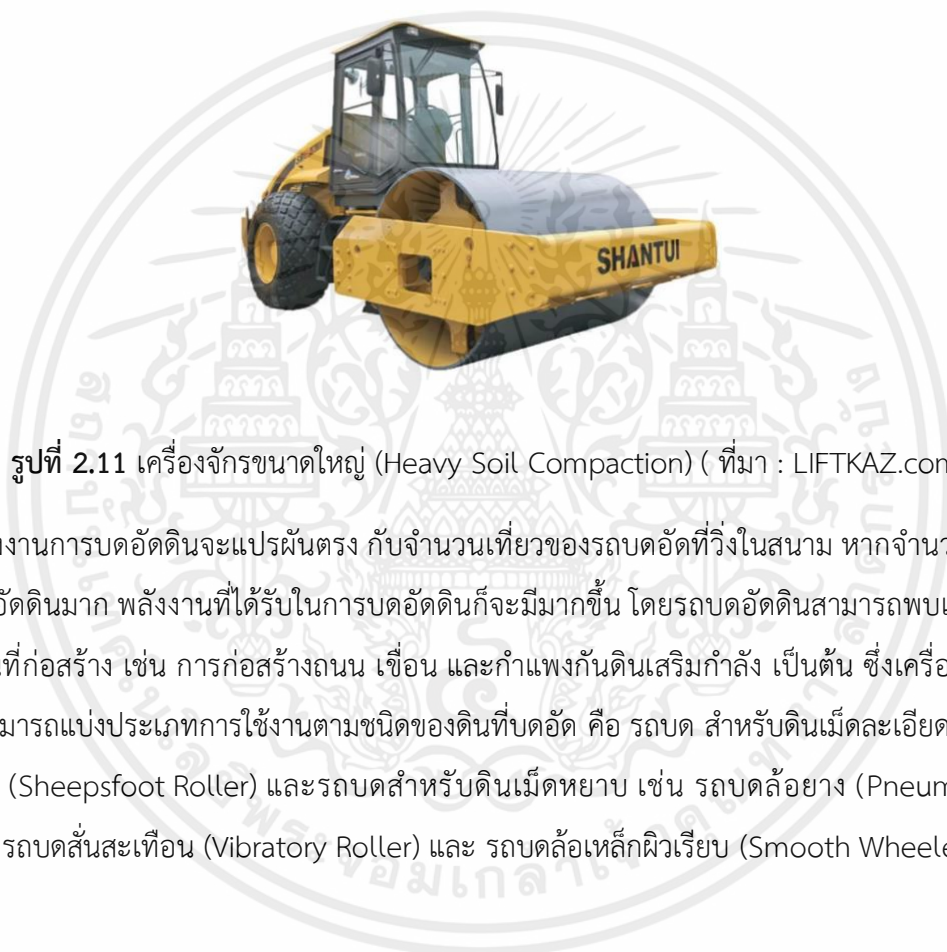 SHANTUI
รูปที่ 2.11 เครื่องจักรขนาดใหญ่ (Heavy Soil Compaction) ( ที่มา : LIFTKAZ.com
งานการบดอัดดินจะแปรผันตรง กับจำนวนเที่ยวของรถบดอัดที่วิ่งในสนาม หากจำนว
อัดดินมาก พลังงานที่ได้รับในการบดอัดดินก็จะมีมากขึ้น โดยรถบดอัดดินสามารถพบเ
นที่ก่อสร้าง เช่น การก่อสร้างถนน เขื่อน และกำแพงกันดินเสริมกำลัง เป็นต้น ซึ่งเครื่อ
มารถแบ่งประเภทการใช้งานตามชนิดของดินที่บดอัด คือ รถบด สำหรับดินเม็ดละเอียด
(Sheepsfoot Roller) และรถบดสำหรับดินเม็ดหยาบ เช่น รถบดล้อยาง (Pneum
รถบดสั่นสะเทือน (Vibratory Roller) และ รถบดล้อเหล็กผิวเรียบ (Smooth Wheele